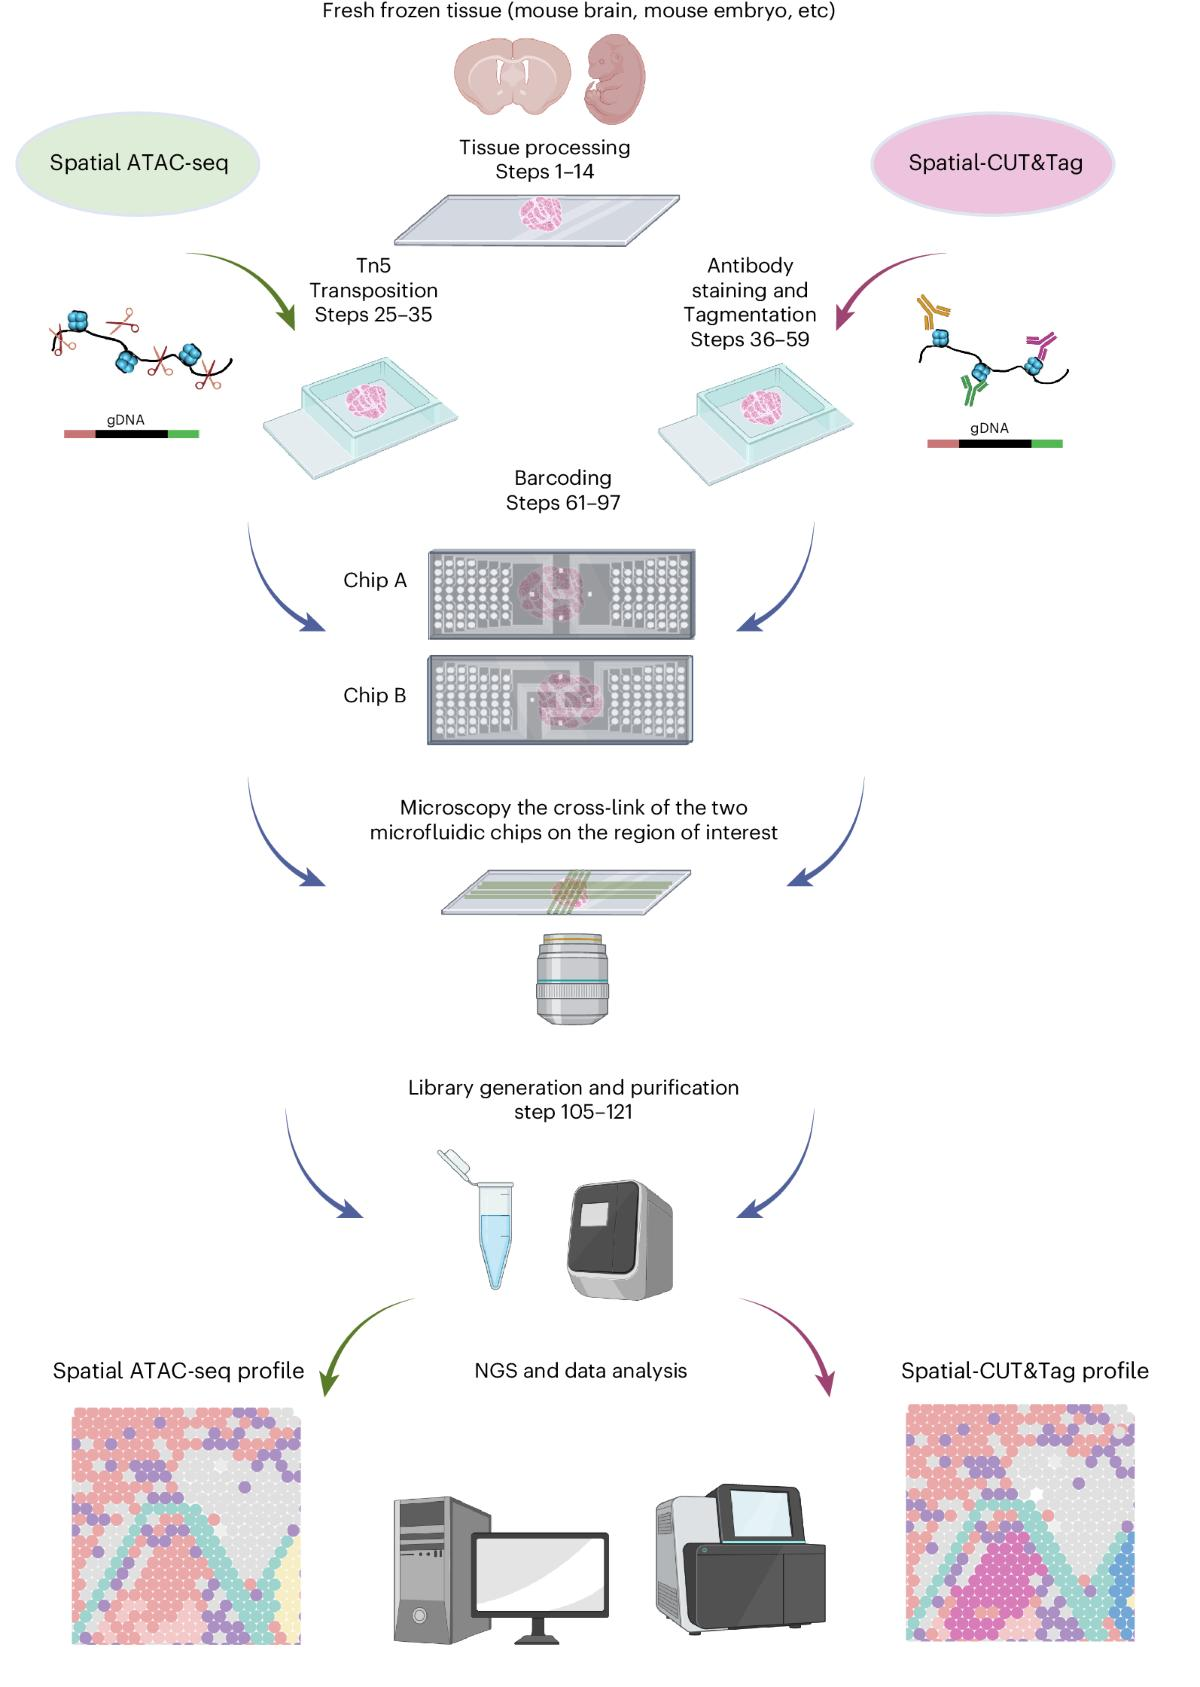 Fresh frozen tissue (mouse brain, mouse embryo, etc)
Spatial ATAC-seq
Tissue processing
Steps 1–14
Spatial-CUT&Tag
Tn5
Transposition
Steps 25–35
Antibody
staining and
Tagmentation
Steps 36–59
gDNA
gDNA
Barcoding
Steps 61–97
Chip A
Chip B
Microscopy the cross-link of the two
microfluidic chips on the region of interest
Library generation and purification
step 105–121
Spatial ATAC-seq profile
NGS and data analysis
Spatial-CUT&Tag profile